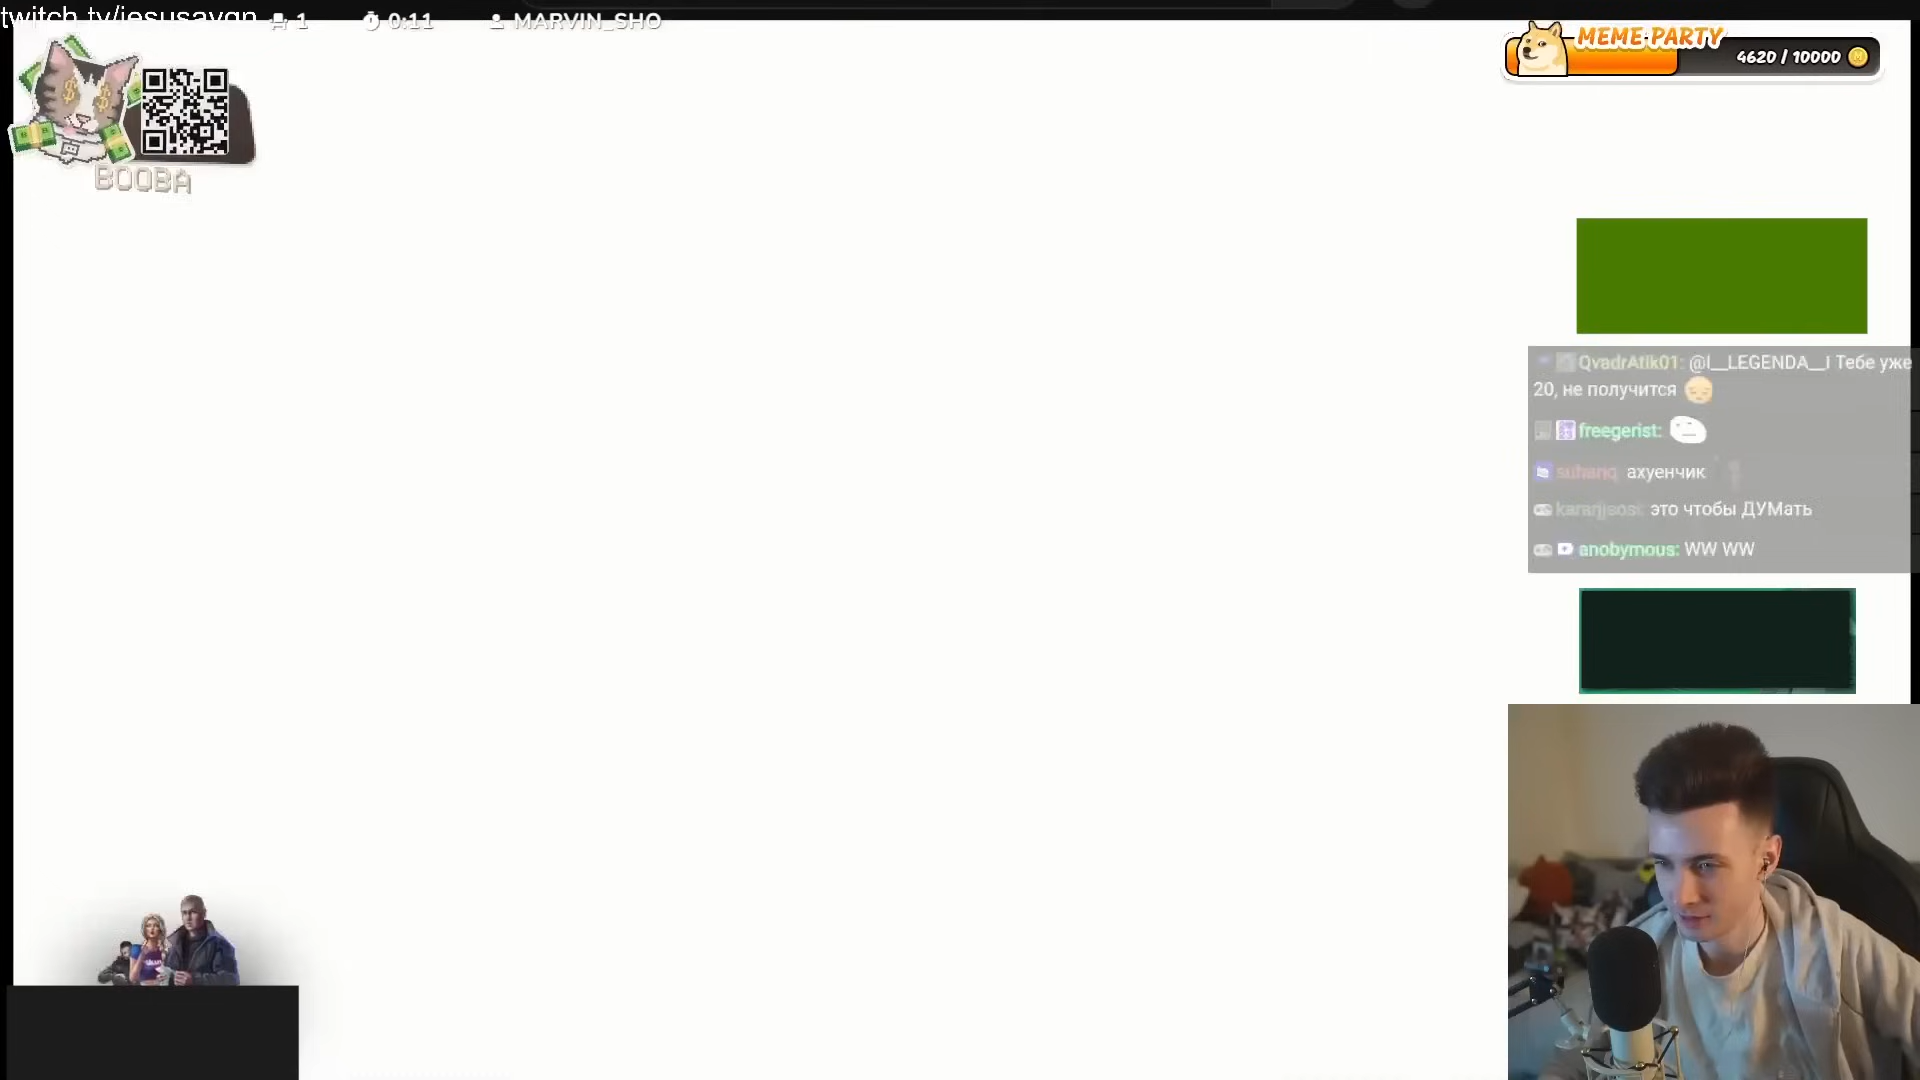 twitch.tv/jesusavgn
1
0:11
MARVIN_SHO
MEME PARTY
4620 / 10000
BOOBA
QvadrAtik01: @I__LEGENDA__I Тебе уже
20, не получится
freegerist:
suhanq ахуенчик
это чтобы ДУМать
anobymous: WW WW